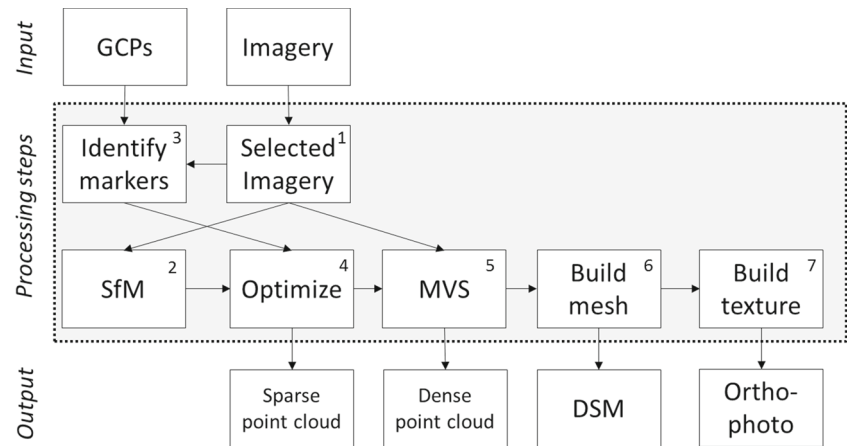 Input
GCPs
Imagery
Processing steps
Identify 3
markers
Selected 1
Imagery
SfM 2
Optimize 4
MVS 5
Build 6
mesh
Build 7
texture
Output
Sparse
point cloud
Dense
point cloud
DSM
Ortho-
photo